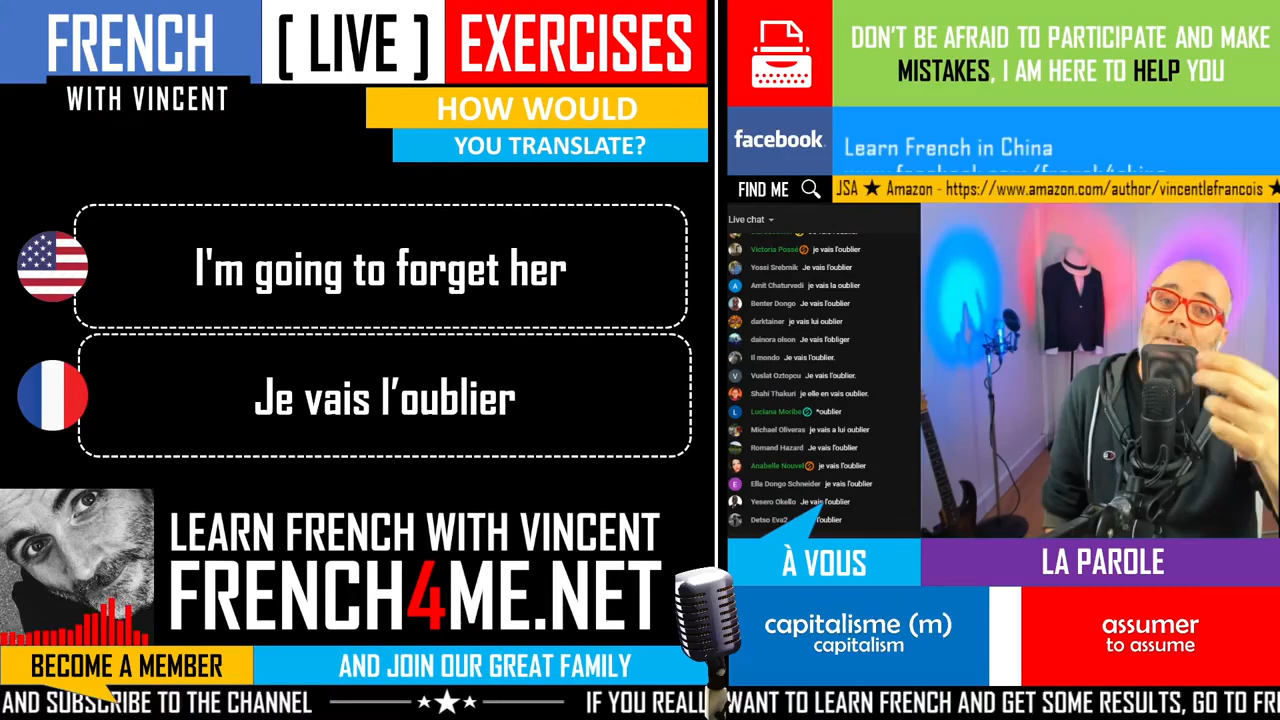 FRENCH
WITH VINCENT
[ LIVE ]
EXERCISES
HOW WOULD
YOU TRANSLATE?
I'm going to forget her
Je vais l'oublier
LEARN FRENCH WITH VINCENT
FRENCH4ME.NET
BECOME A MEMBER
AND JOIN OUR GREAT FAMILY
DON'T BE AFRAID TO PARTICIPATE AND MAKE
MISTAKES, I AM HERE TO HELP YOU
facebook.
Learn French in China
FIND ME
JSA ★ Amazon - https://www.amazon.com/author/vincentlefrancois ★
Live chat
Victoria Possé je vais l'oublier
Yossi Srebmik Je vais l'oublier
Amit Chaturvedi je vais la oublier
Benter Dongo Je vais l'oublier
darktainer je vais lui oublier
dainora olson Je vais l'obliger
Il mondo Je vais l'oublier.
Vuslat Oztopcu Je vais l'oublier.
Shahi Thakuri je elle en vais oublier.
Luciana Moribe *oublier
Michael Oliveras je vais a lui oublier
Romand Hazard Je vais l'oublier
Anabelle Nouvel je vais l'oublier
Ella Dongo Schneider je vais l'oublier
Yesero Okello Je vais l'oublier
Detso Eva2 l'oublier
À VOUS
LA PAROLE
capitalisme (m)
capitalism
assumer
to assume
AND SUBSCRIBE TO THE CHANNEL ★ IF YOU REALL WANT TO LEARN FRENCH AND GET SOME RESULTS, GO TO FR